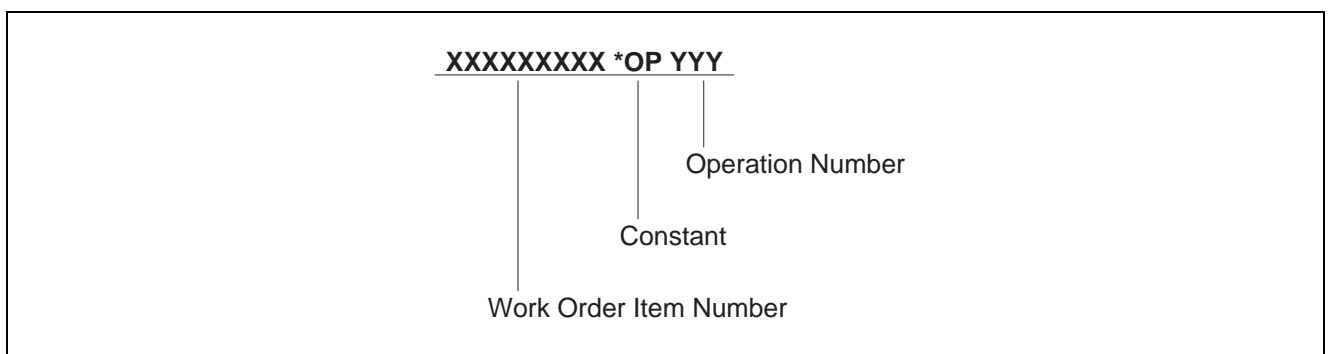 XXXXXXXXX *OP YYY
Operation Number
Constant
Work Order Item Number